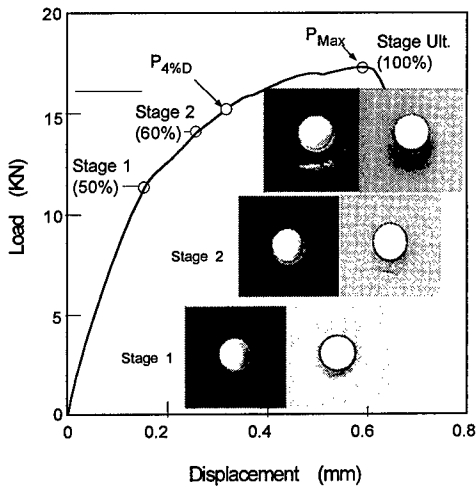 20
P4%D
PMax
Stage Ult.
(100%)
15
Stage 2
(60%)
Stage 1
(50%)
10
Load (KN)
Stage 2
5
Stage 1
0
0
0.2
0.4
0.6
0.8
Displacement (mm)